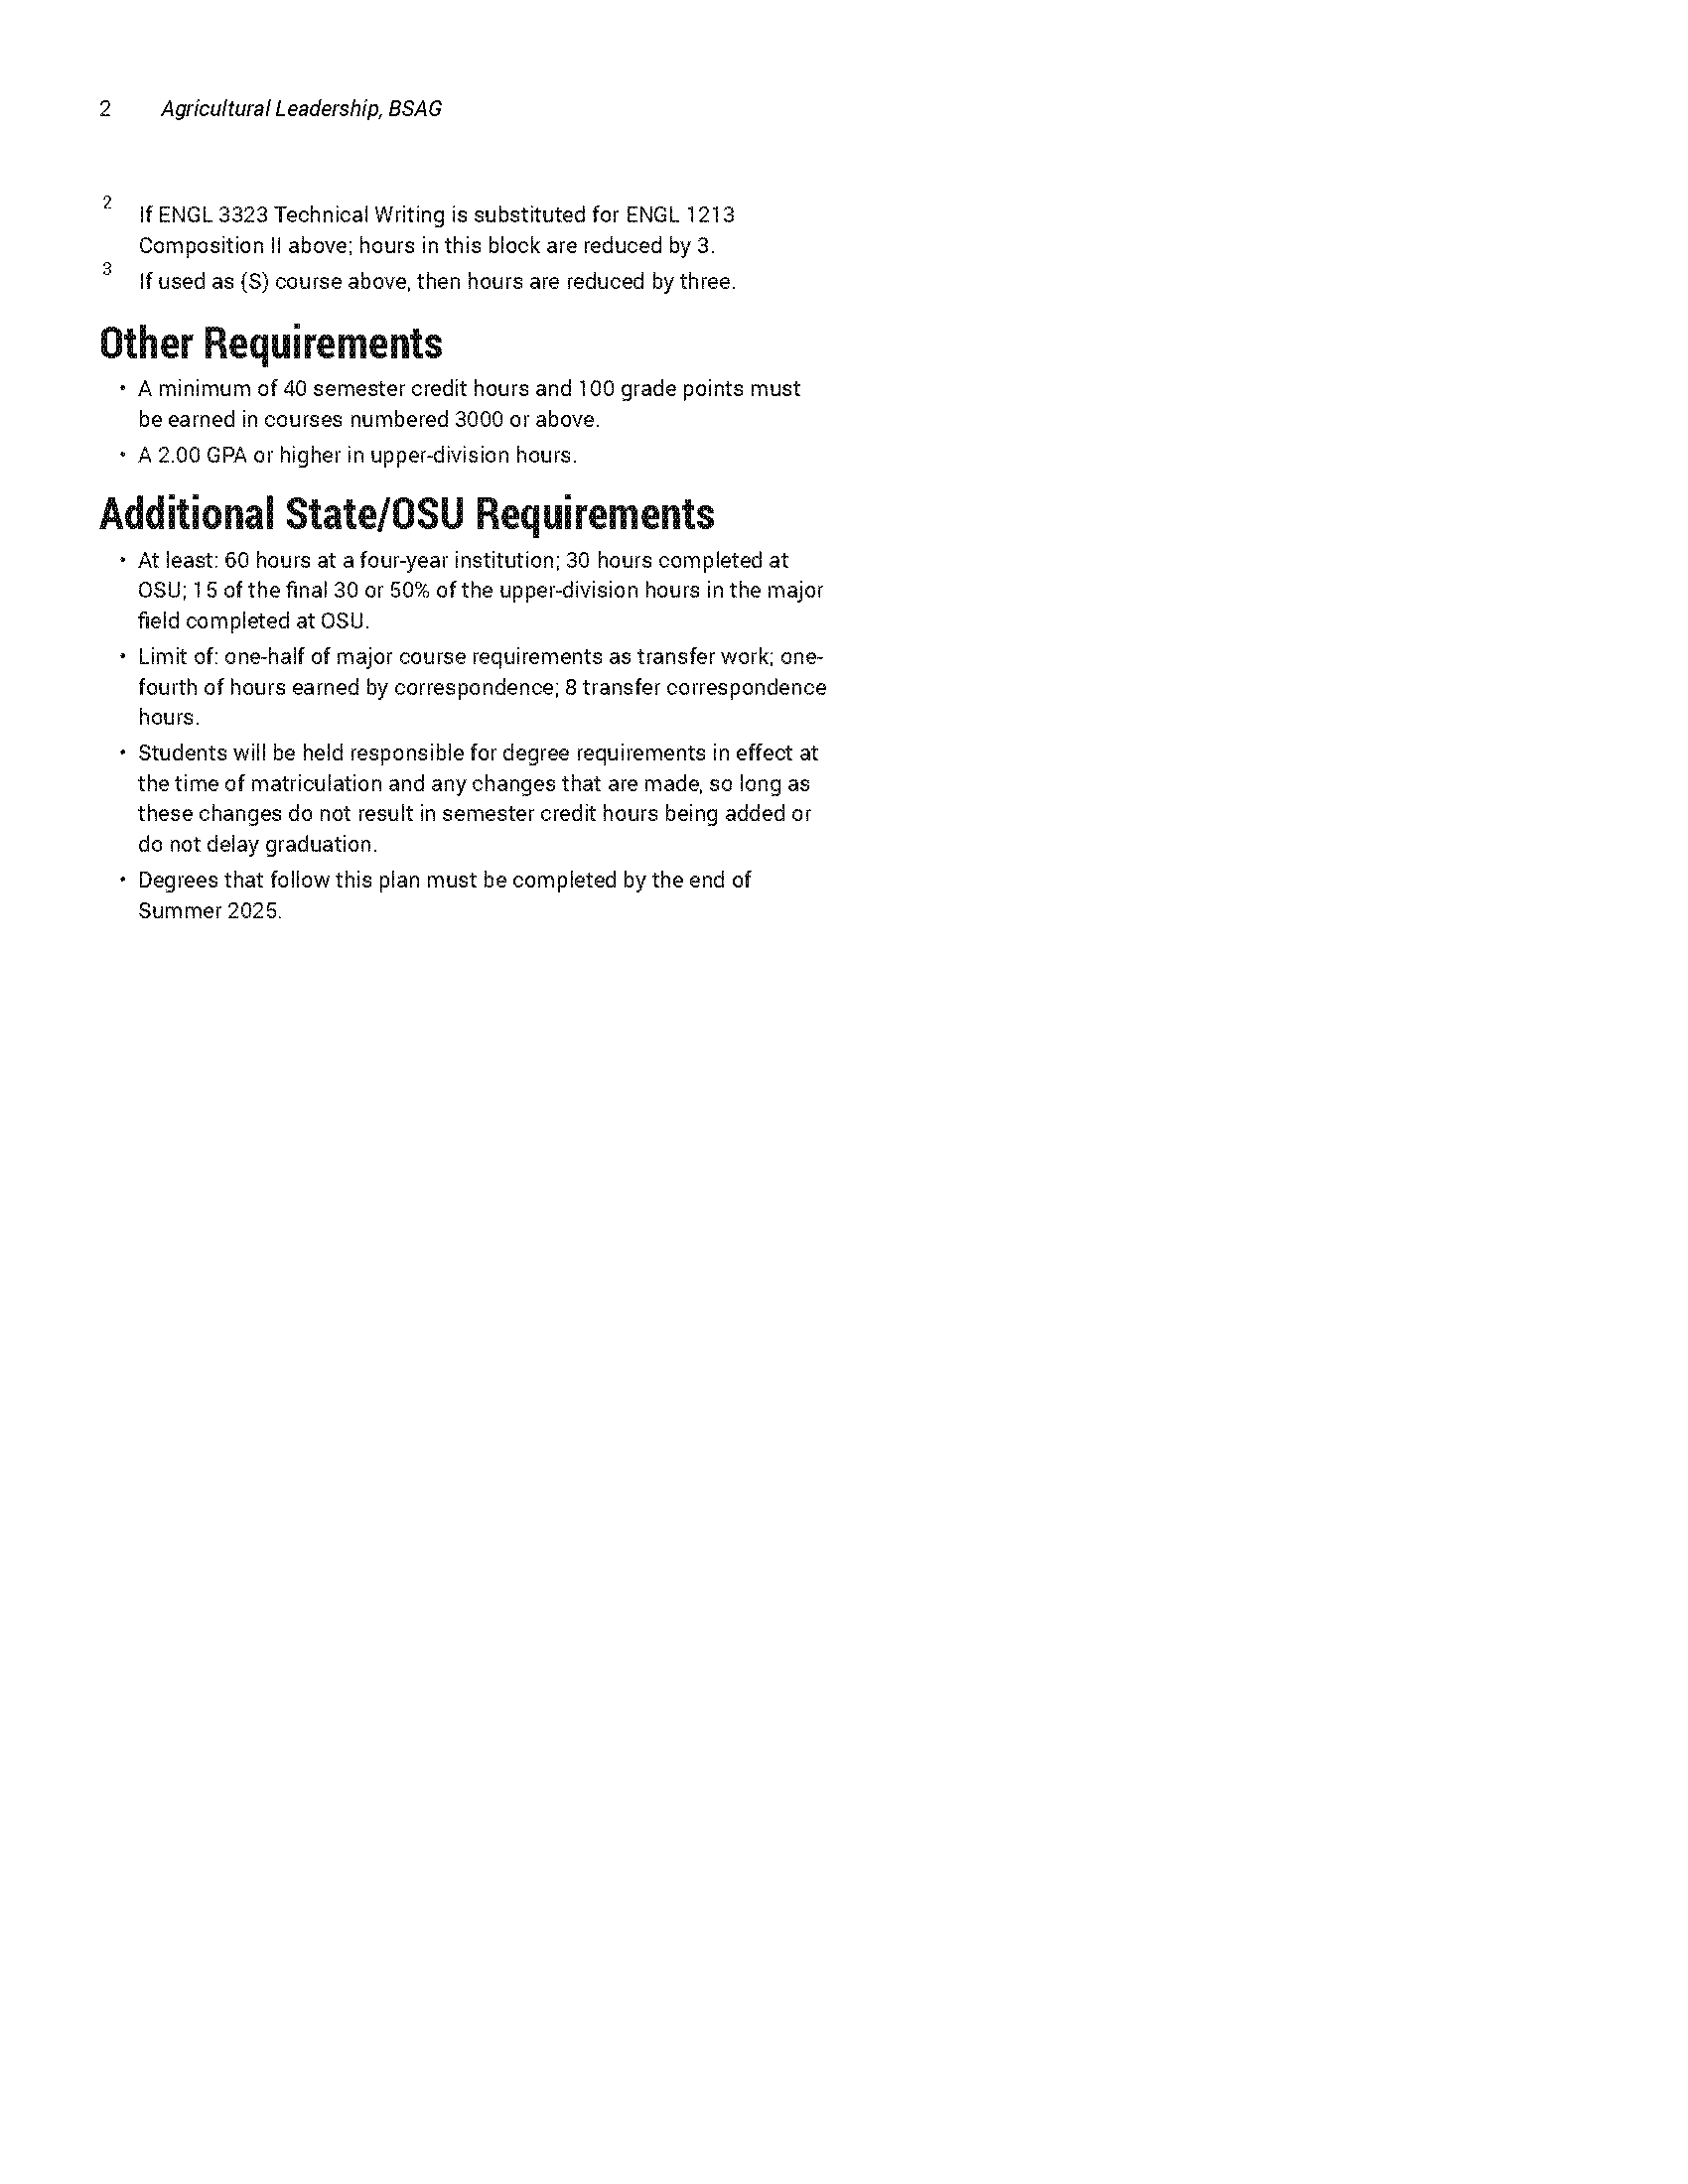 2 Agricultural Leadership, BSAG
2 If ENGL 3323 Technical Writing is substituted for ENGL 1213
Composition II above; hours in this block are reduced by 3.
3 If used as (S) course above, then hours are reduced by three.
Other Requirements
• A minimum of 40 semester credit hours and 100 grade points must
be earned in courses numbered 3000 or above.
• A 2.00 GPA or higher in upper-division hours.
Additional State/OSU Requirements
• At least: 60 hours at a four-year institution; 30 hours completed at
OSU; 15 of the final 30 or 50% of the upper-division hours in the major
field completed at OSU.
• Limit of: one-half of major course requirements as transfer work; one-
fourth of hours earned by correspondence; 8 transfer correspondence
hours.
• Students will be held responsible for degree requirements in effect at
the time of matriculation and any changes that are made, so long as
these changes do not result in semester credit hours being added or
do not delay graduation.
• Degrees that follow this plan must be completed by the end of
Summer 2025.